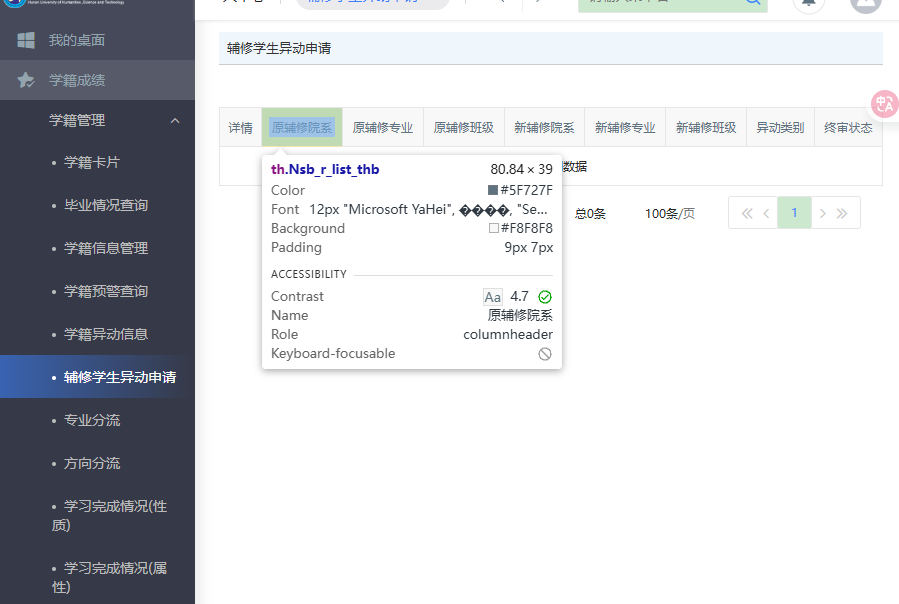 Hunan University of Humanities, Science and Technology
我的桌面
学籍成绩
学籍管理
• 学籍卡片
• 毕业情况查询
• 学籍信息管理
• 学籍预警查询
• 学籍异动信息
• 辅修学生异动申请
• 专业分流
• 方向分流
• 学习完成情况(性
质)
• 学习完成情况(属
性)
辅修学生异动申请
详情 原辅修院系 原辅修专业 原辅修班级 新辅修院系 新辅修专业 新辅修班级 异动类别 终审状态
数据
th.Nsb_r_list_thb 80.84 × 39
Color #5F727F
Font 12px "Microsoft YaHei", ����, "Se...
Background #F8F8F8
Padding 9px 7px
ACCESSIBILITY
Contrast Aa 4.7
Name 原辅修院系
Role columnheader
Keyboard-focusable
总0条 100条/页 1
中A